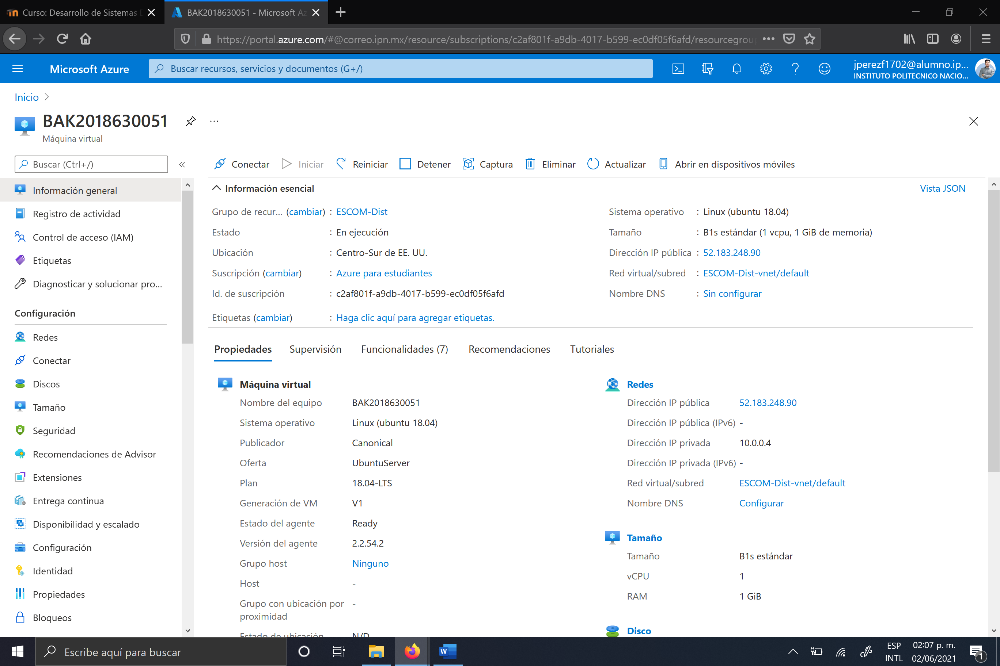 Curso: Desarrollo de Sistemas
BAK2018630051 - Microsoft Az
https://portal.azure.com/#@correo.ipn.mx/resource/subscriptions/c2af801f-a9db-4017-b599-ec0df05f6afd/resourcegroup
Microsoft Azure
Buscar recursos, servicios y documentos (G+/)
jperezf1702@alumno.ip...
INSTITUTO POLITECNICO NACIO...
Inicio
BAK2018630051
...
Máquina virtual
Buscar (Ctrl+/)
«
Conectar
Iniciar
Reiniciar
Detener
Captura
Eliminar
Actualizar
Abrir en dispositivos móviles
Información general
Registro de actividad
Control de acceso (IAM)
Etiquetas
Diagnosticar y solucionar pro...
Configuración
Redes
Conectar
Discos
Tamaño
Seguridad
Recomendaciones de Advisor
Extensiones
Entrega continua
Disponibilidad y escalado
Configuración
Identidad
Propiedades
Bloqueos
Información esencial
Vista JSON
Grupo de recur... (cambiar) : ESCOM-Dist
Estado : En ejecución
Ubicación : Centro-Sur de EE. UU.
Suscripción (cambiar) : Azure para estudiantes
Id. de suscripción : c2af801f-a9db-4017-b599-ec0df05f6afd
Etiquetas (cambiar) : Haga clic aquí para agregar etiquetas.
Sistema operativo : Linux (ubuntu 18.04)
Tamaño : B1s estándar (1 vcpu, 1 GiB de memoria)
Dirección IP pública : 52.183.248.90
Red virtual/subred : ESCOM-Dist-vnet/default
Nombre DNS : Sin configurar
Propiedades
Supervisión
Funcionalidades (7)
Recomendaciones
Tutoriales
Máquina virtual
Nombre del equipo BAK2018630051
Sistema operativo Linux (ubuntu 18.04)
Publicador Canonical
Oferta UbuntuServer
Plan 18.04-LTS
Generación de VM V1
Estado del agente Ready
Versión del agente 2.2.54.2
Grupo host Ninguno
Host -
Grupo con ubicación por -
proximidad
Estado de ubicación N/D
Redes
Dirección IP pública 52.183.248.90
Dirección IP pública (IPv6) -
Dirección IP privada 10.0.0.4
Dirección IP privada (IPv6) -
Red virtual/subred ESCOM-Dist-vnet/default
Nombre DNS Configurar
Tamaño
Tamaño B1s estándar
vCPU 1
RAM 1 GiB
Disco
Escribe aquí para buscar
W
ESP
INTL
02:07 p. m.
02/06/2021
1